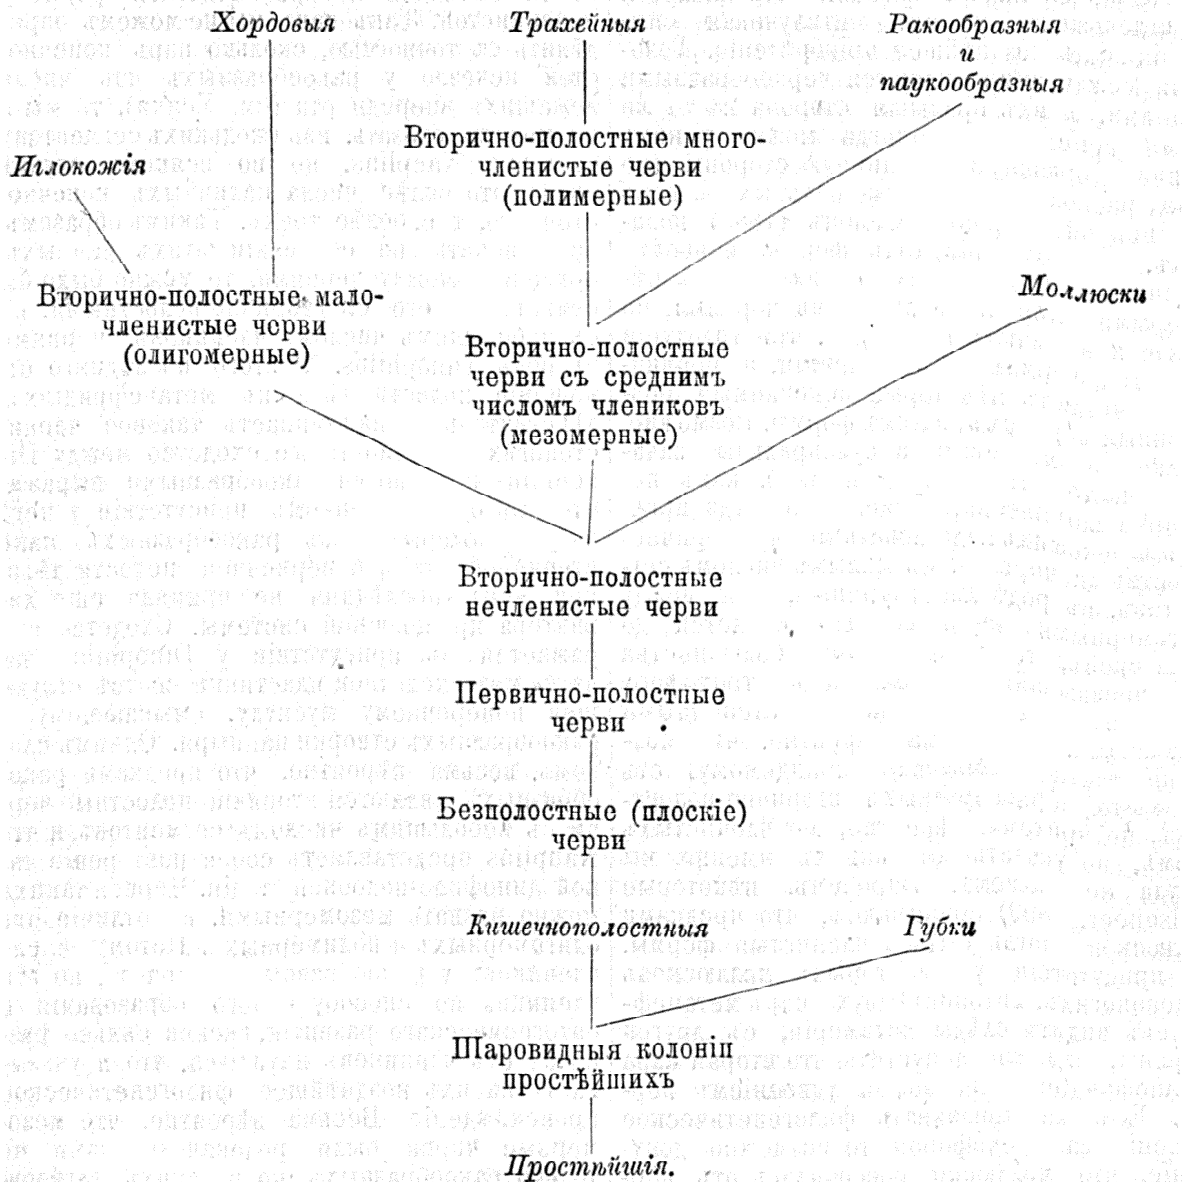 Хордовыя
Трахейныя
Ракообразныя
и
паукообразныя
Иглокожія
Вторично-полостные много-
членистые черви
(полимерные)
Вторично-полостные мало-
членистые черви
(олигомерные)
Вторично-полостные
черви съ среднимъ
числомъ члениковъ
(мезомерные)
Моллюски
Вторично-полостные
нечленистые черви
Первично-полостные
черви
Безполостные (плоскіе)
черви
Кишечнополостныя
Губки
Шаровидныя колоніи
простѣйшихъ
Простѣйшія.